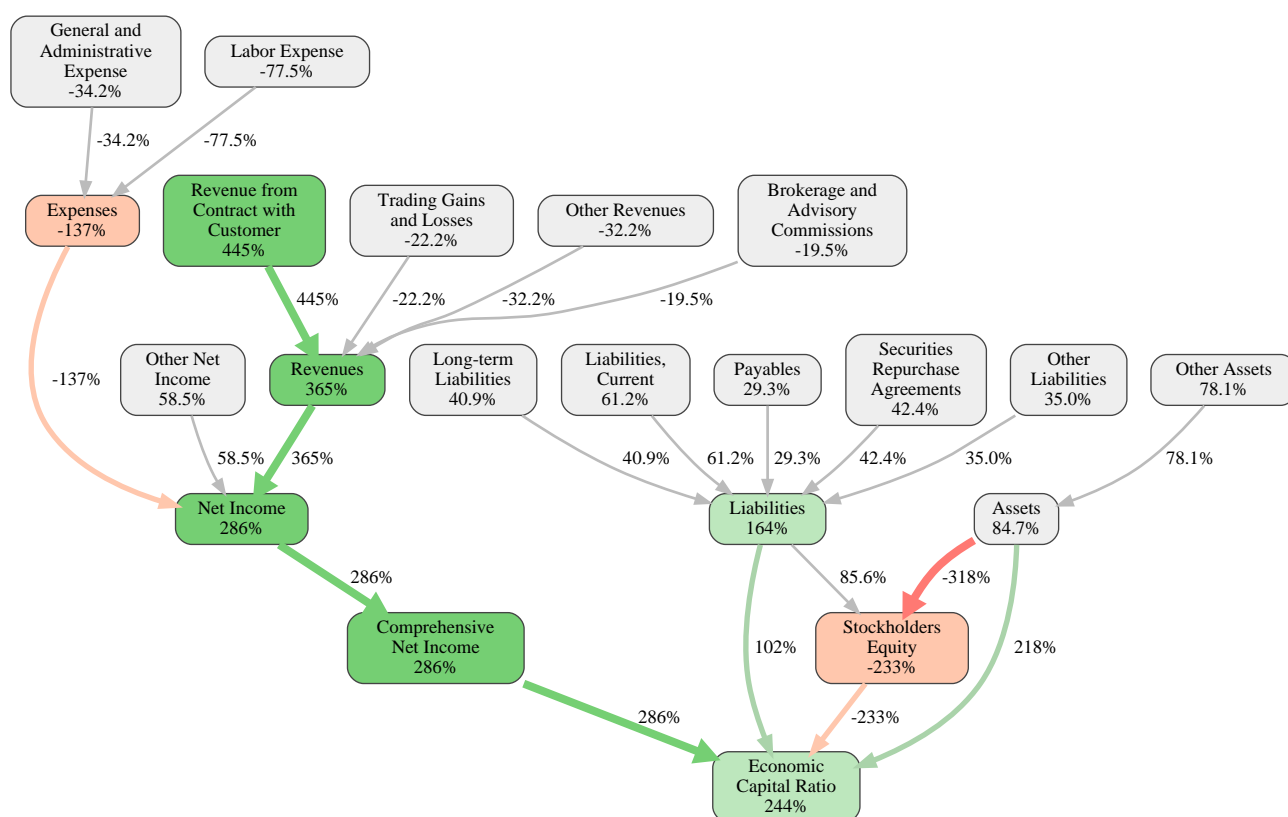 General and
Administrative
Expense
-34.2%
Labor Expense
-77.5%
-34.2%
-77.5%
Expenses
-137%
Revenue from
Contract with
Customer
445%
Trading Gains
and Losses
-22.2%
Other Revenues
-32.2%
Brokerage and
Advisory
Commissions
-19.5%
445%
-22.2%
-32.2%
-19.5%
-137%
Other Net
Income
58.5%
Revenues
365%
Long-term
Liabilities
40.9%
Liabilities,
Current
61.2%
Payables
29.3%
Securities
Repurchase
Agreements
42.4%
Other
Liabilities
35.0%
Other Assets
78.1%
58.5%
365%
40.9%
61.2%
29.3%
42.4%
35.0%
78.1%
Net Income
286%
Liabilities
164%
Assets
84.7%
286%
85.6%
-318%
Comprehensive
Net Income
286%
102%
Stockholders
Equity
-233%
218%
286%
-233%
Economic
Capital Ratio
244%